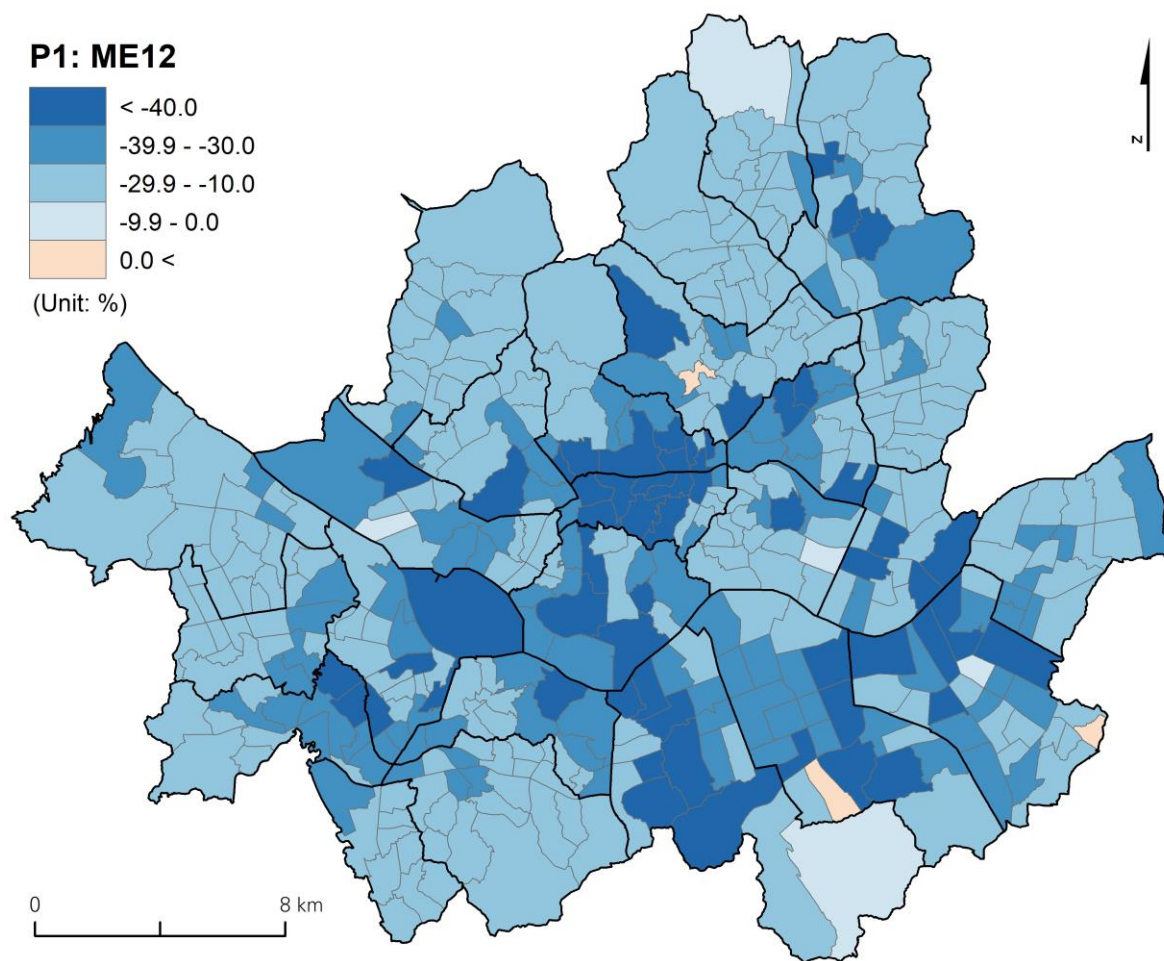 P1: ME12
< -40.0
-39.9 - -30.0
-29.9 - -10.0
-9.9 - 0.0
0.0 <
(Unit: %)
N
0 8 km